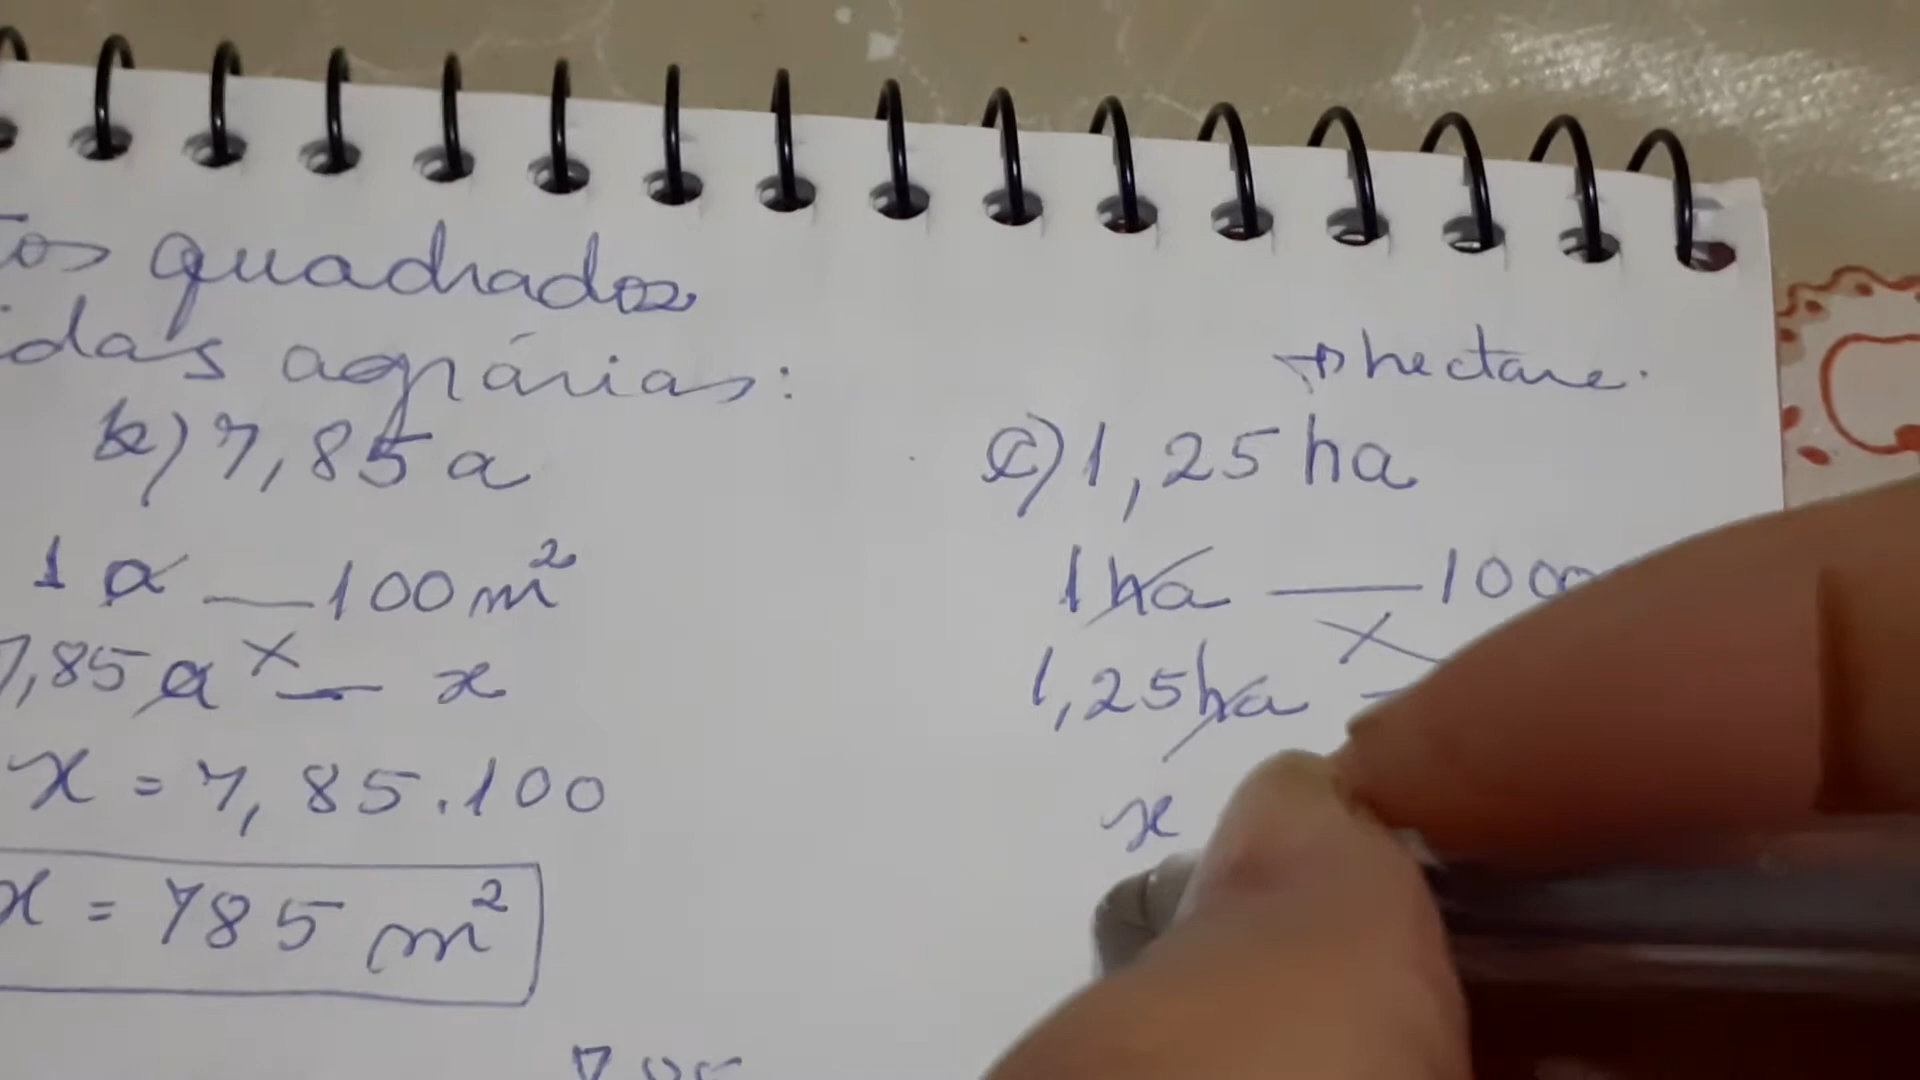 quadrados
agrárias:
→ hectare.
b) 7,85 a
c) 1,25 ha
1 a — 100 m²
7,85 a x — x
x = 7,85.100
x = 785 m²
1 ha — 1000
x
1,25 ha —
x